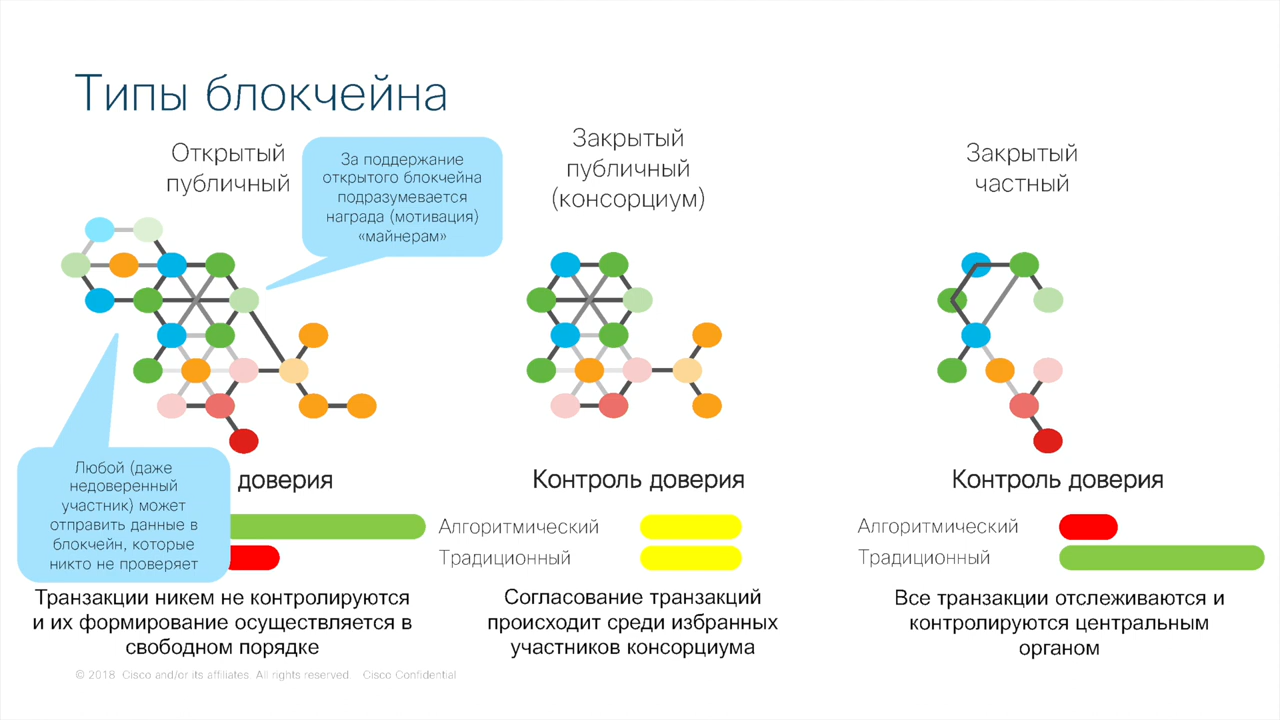 Типы блокчейна
Открытый
публичный
За поддержание
открытого блокчейна
подразумевается
награда (мотивация)
«майнерам»
Любой (даже
недоверенный
участник) может
отправить данные в
блокчейн, которые
никто не проверяет
доверия
Транзакции никем не контролируются
и их формирование осуществляется в
свободном порядке
Закрытый
публичный
(консорциум)
Контроль доверия
Алгоритмический
Традиционный
Согласование транзакций
происходит среди избранных
участников консорциума
Закрытый
частный
Контроль доверия
Алгоритмический
Традиционный
Все транзакции отслеживаются и
контролируются центральным
органом
© 2018 Cisco and/or its affiliates. All rights reserved. Cisco Confidential